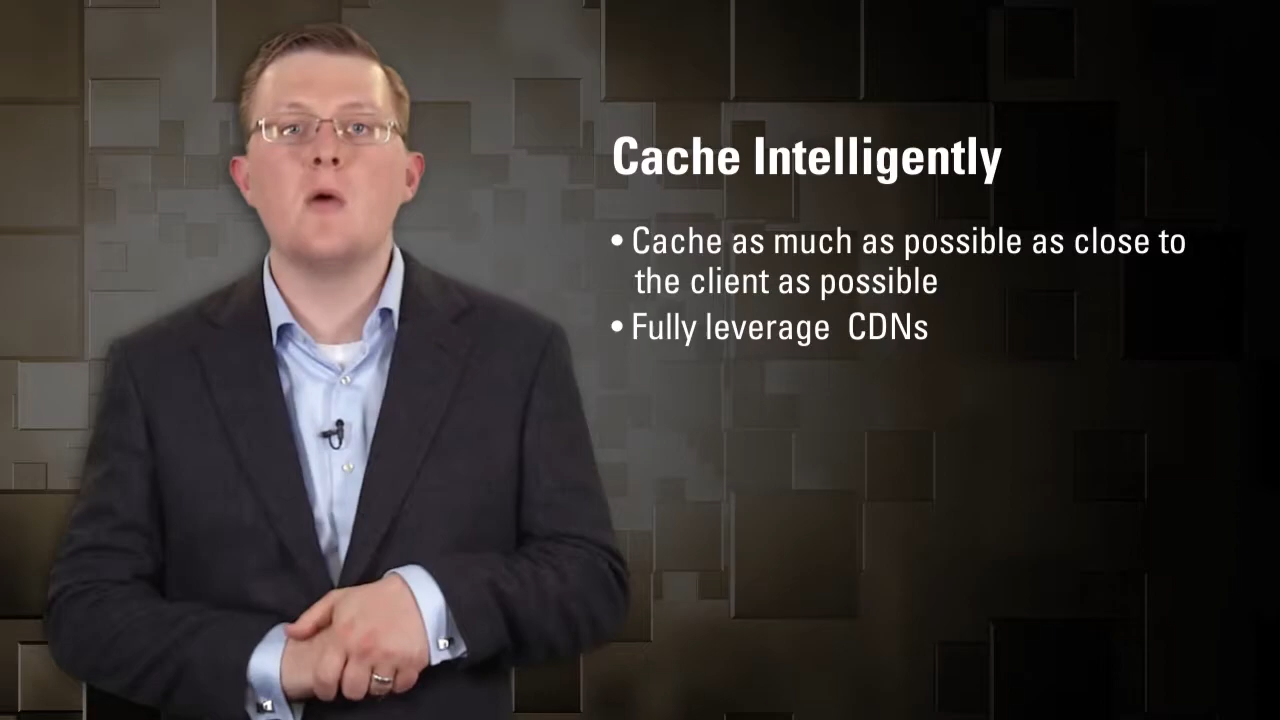 Cache Intelligently
• Cache as much as possible as close to
the client as possible
• Fully leverage  CDNs